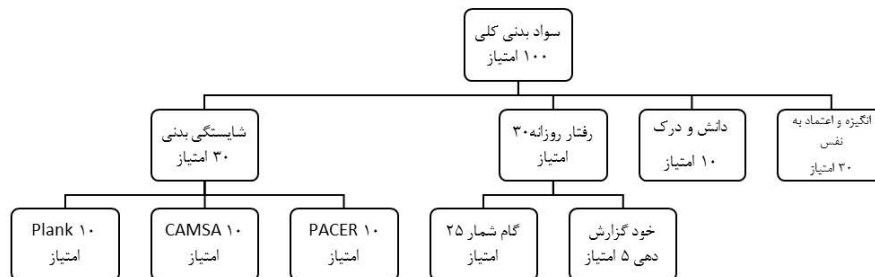 سواد بدنی کلی
۱۰۰ امتیاز
شایستگی بدنی
۳۰ امتیاز
رفتار روزانه۳۰
امتیاز
دانش و درک
۱۰ امتیاز
انگیزه و اعتماد به
نفس
۳۰ امتیاز
Plank ۱۰
امتیاز
CAMSA ۱۰
امتیاز
PACER ۱۰
امتیاز
گام شمار ۲۵
امتیاز
خود گزارش
دهی ۵ امتیاز